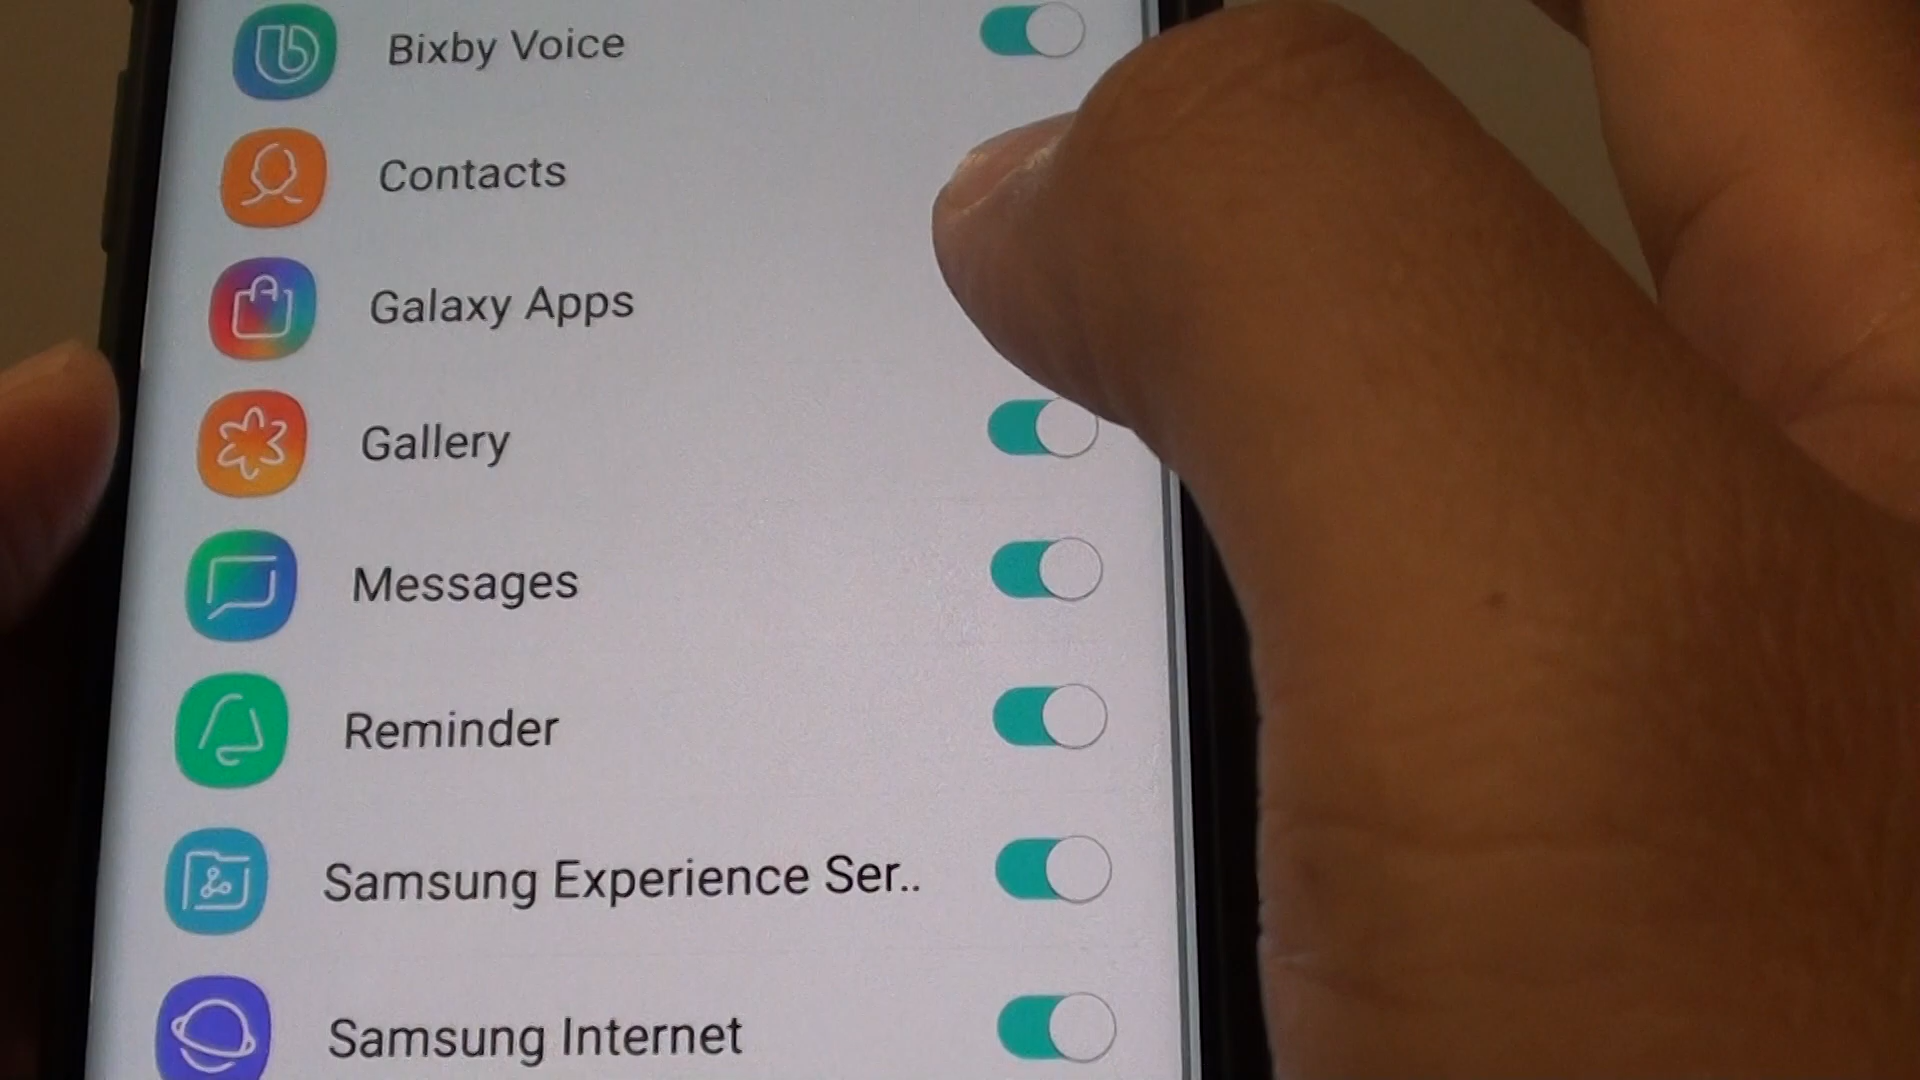 Bixby Voice
Contacts
Galaxy Apps
Gallery
Messages
Reminder
Samsung Experience Ser..
Samsung Internet